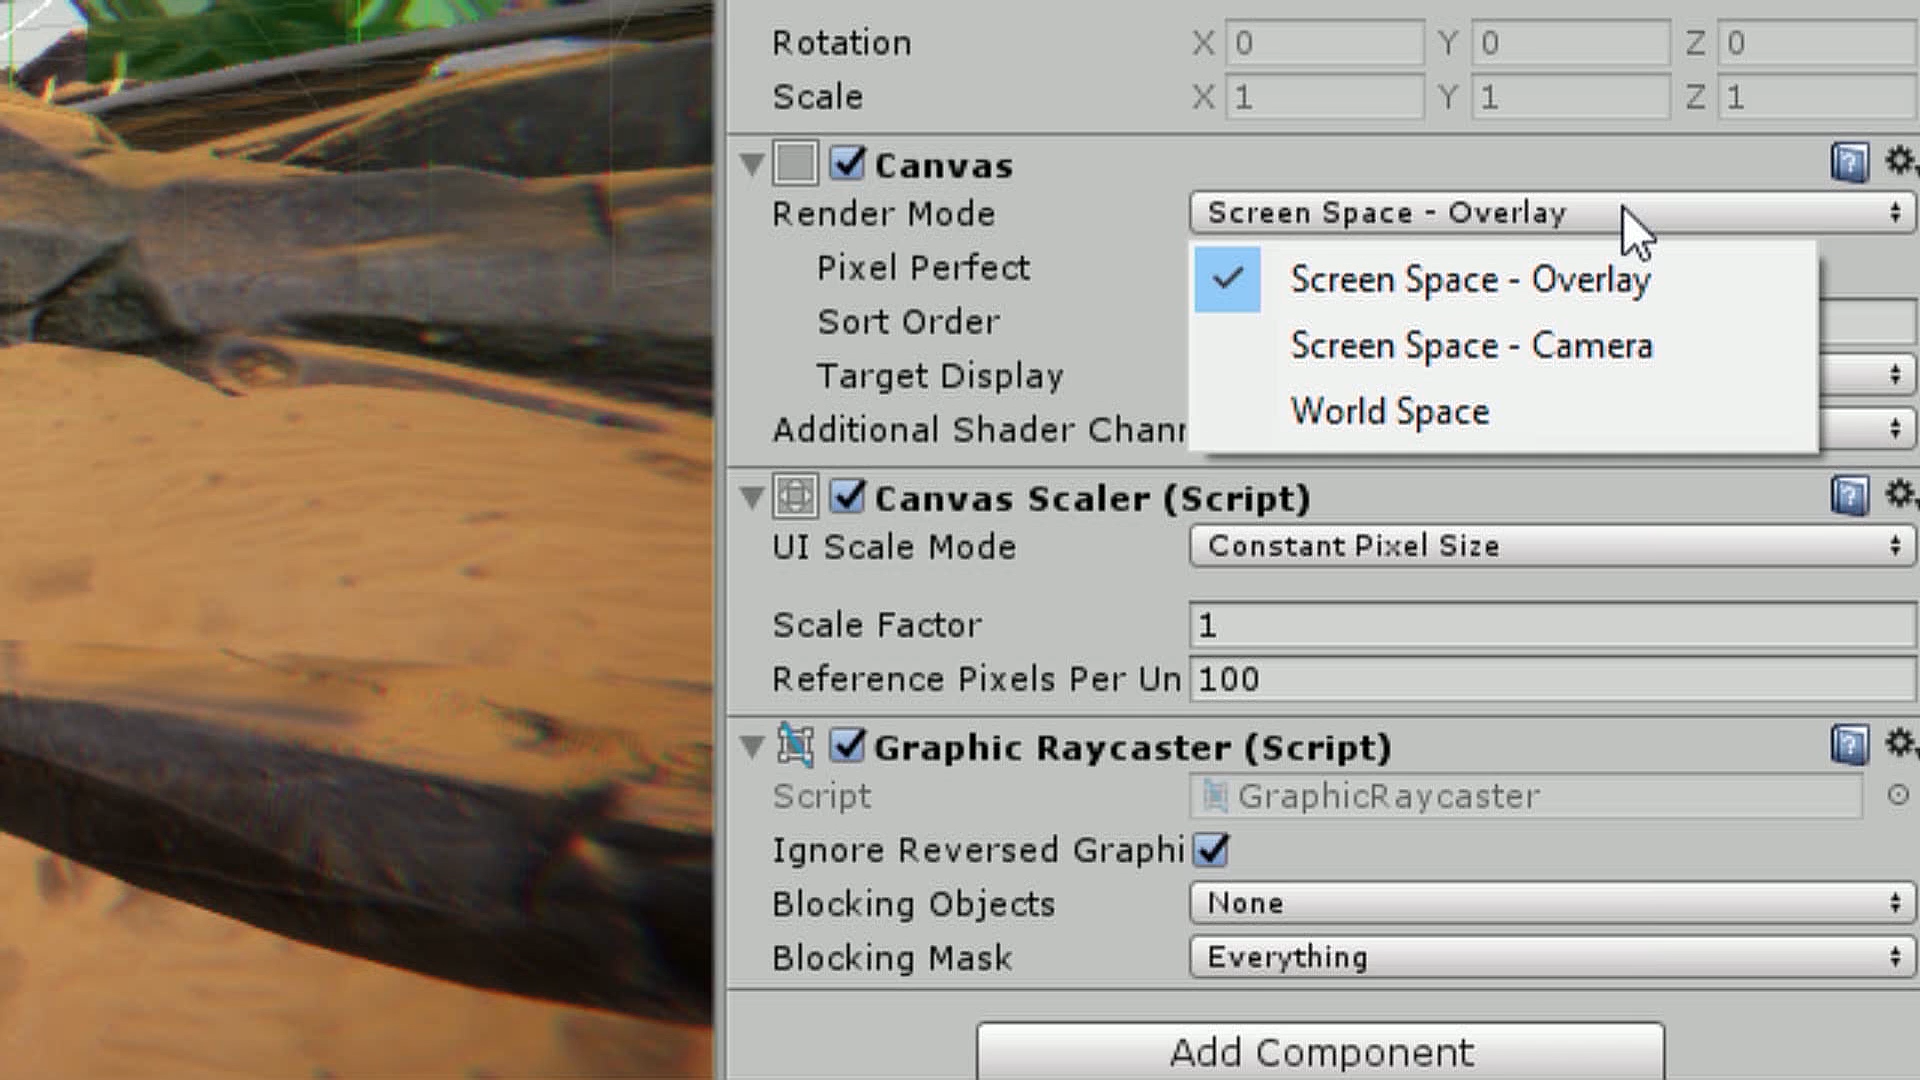 Rotation X 0 Y 0 Z 0
Scale X 1 Y 1 Z 1
Canvas
Render Mode Screen Space - Overlay
Pixel Perfect
Screen Space - Overlay
Sort Order
Screen Space - Camera
Target Display
World Space
Additional Shader Chann
Canvas Scaler (Script)
UI Scale Mode Constant Pixel Size
Scale Factor 1
Reference Pixels Per Un 100
Graphic Raycaster (Script)
Script GraphicRaycaster
Ignore Reversed Graphi
Blocking Objects None
Blocking Mask Everything
Add Component